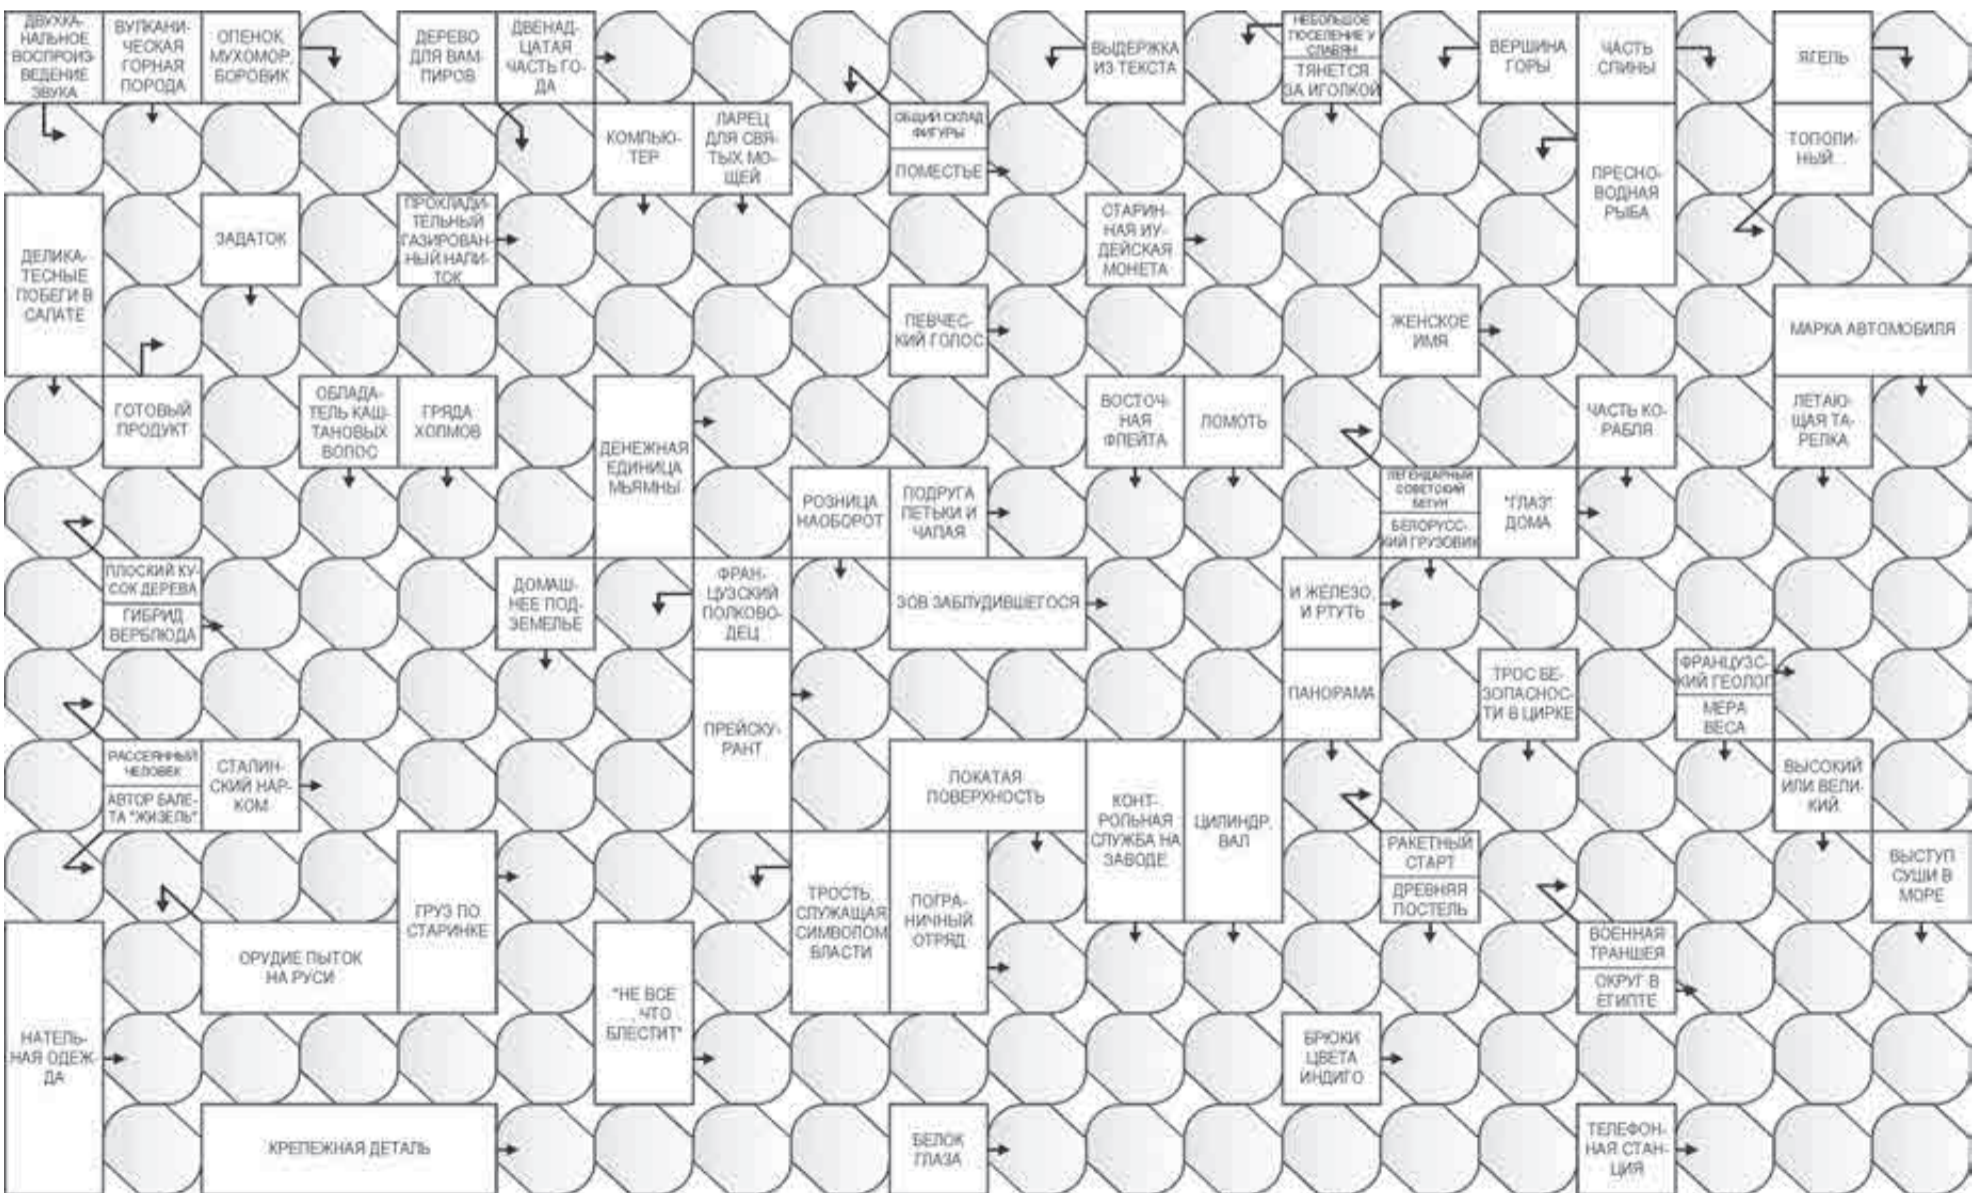 ДВУХКА-
НАЛЬНОЕ
ВОСПРОИЗ-
ВЕДЕНИЕ
ЗВУКА
ВУЛКАНИ-
ЧЕСКАЯ
ГОРНАЯ
ПОРОДА
ОПЕНОК,
МУХОМОР,
БОРОВИК
ДЕРЕВО
ДЛЯ ВАМ-
ПИРОВ
ДВЕНАД-
ЦАТАЯ
ЧАСТЬ ГО-
ДА
ВЫДЕРЖКА
ИЗ ТЕКСТА
НЕБОЛЬШОЕ
ПОСЕЛЕНИЕ У
СЛАВЯН
ТЯНЕТСЯ
ЗА ИГОЛКОЙ
ВЕРШИНА
ГОРЫ
ЧАСТЬ
СПИНЫ
ЯГЕЛЬ
КОМПЬЮ-
ТЕР
ЛАРЕЦ
ДЛЯ СВЯ-
ТЫХ МО-
ЩЕЙ
ОБЩИЙ СКЛАД
ФИГУРЫ
ПОМЕСТЬЕ
ПРЕСНО-
ВОДНАЯ
РЫБА
ТОПОЛИ-
НЫЙ...
ДЕЛИКА-
ТЕСНЫЕ
ПОБЕГИ В
САЛАТЕ
ЗАДАТОК
ПРОХЛАДИ-
ТЕЛЬНЫЙ
ГАЗИРОВАН-
НЫЙ НАПИ-
ТОК
СТАРИН-
НАЯ ИУ-
ДЕЙСКАЯ
МОНЕТА
ПЕВЧЕС-
КИЙ ГОЛОС
ЖЕНСКОЕ
ИМЯ
МАРКА АВТОМОБИЛЯ
ГОТОВЫЙ
ПРОДУКТ
ОБЛАДА-
ТЕЛЬ КАШ-
ТАНОВЫХ
ВОЛОС
ГРЯДА
ХОЛМОВ
ДЕНЕЖНАЯ
ЕДИНИЦА
МЬЯМНЫ
ВОСТОЧ-
НАЯ
ФЛЕЙТА
ЛОМОТЬ
ЧАСТЬ КО-
РАБЛЯ
ЛЕТАЮ-
ЩАЯ ТА-
РЕЛКА
РОЗНИЦА
НАОБОРОТ
ПОДРУГА
ПЕТЬКИ И
ЧАПАЯ
ЛЕГЕНДАРНЫЙ
СОВЕТСКИЙ
БЕГУН
БЕЛОРУСС-
КИЙ ГРУЗОВИК
"ГЛАЗ"
ДОМА
ПЛОСКИЙ КУ-
СОК ДЕРЕВА
ГИБРИД
ВЕРБЛЮДА
ДОМАШ-
НЕЕ ПОД-
ЗЕМЕЛЬЕ
ФРАН-
ЦУЗСКИЙ
ПОЛКОВО-
ДЕЦ
ЗОВ ЗАБЛУДИВШЕГОСЯ
И ЖЕЛЕЗО,
И РТУТЬ
ПРЕЙСКУ-
РАНТ
ПАНОРАМА
ТРОС БЕ-
ЗОПАСНОС-
ТИ В ЦИРКЕ
ФРАНЦУЗС-
КИЙ ГЕОЛОГ
МЕРА
ВЕСА
РАССЕЯННЫЙ
ЧЕЛОВЕК
АВТОР БАЛЕ-
ТА "ЖИЗЕЛЬ"
СТАЛИН-
СКИЙ НАР-
КОМ
ПОКАТАЯ
ПОВЕРХНОСТЬ
КОНТ-
РОЛЬНАЯ
СЛУЖБА НА
ЗАВОДЕ
ЦИЛИНДР,
ВАЛ
ВЫСОКИЙ
ИЛИ ВЕЛИ-
КИЙ
ГРУЗ ПО
СТАРИНКЕ
ТРОСТЬ,
СЛУЖАЩАЯ
СИМВОЛОМ
ВЛАСТИ
ПОГРА-
НИЧНЫЙ
ОТРЯД
РАКЕТНЫЙ
СТАРТ
ДРЕВНЯЯ
ПОСТЕЛЬ
ВЫСТУП
СУШИ В
МОРЕ
НАТЕЛЬ-
НАЯ ОДЕЖ-
ДА
ОРУДИЕ ПЫТОК
НА РУСИ
"НЕ ВСЕ
..., ЧТО
БЛЕСТИТ"
ВОЕННАЯ
ТРАНШЕЯ
ОКРУГ В
ЕГИПТЕ
БРЮКИ
ЦВЕТА
ИНДИГО
КРЕПЕЖНАЯ ДЕТАЛЬ
БЕЛОК
ГЛАЗА
ТЕЛЕФОН-
НАЯ СТАН-
ЦИЯ